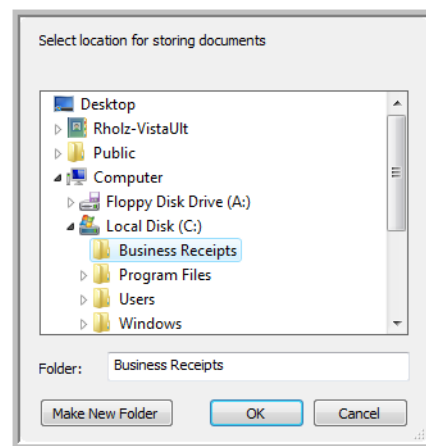 Select location for storing documents
Desktop
Rholz-VistaUlt
Public
Computer
Floppy Disk Drive (A:)
Local Disk (C:)
Business Receipts
Program Files
Users
Windows
Folder: Business Receipts
Make New Folder OK Cancel